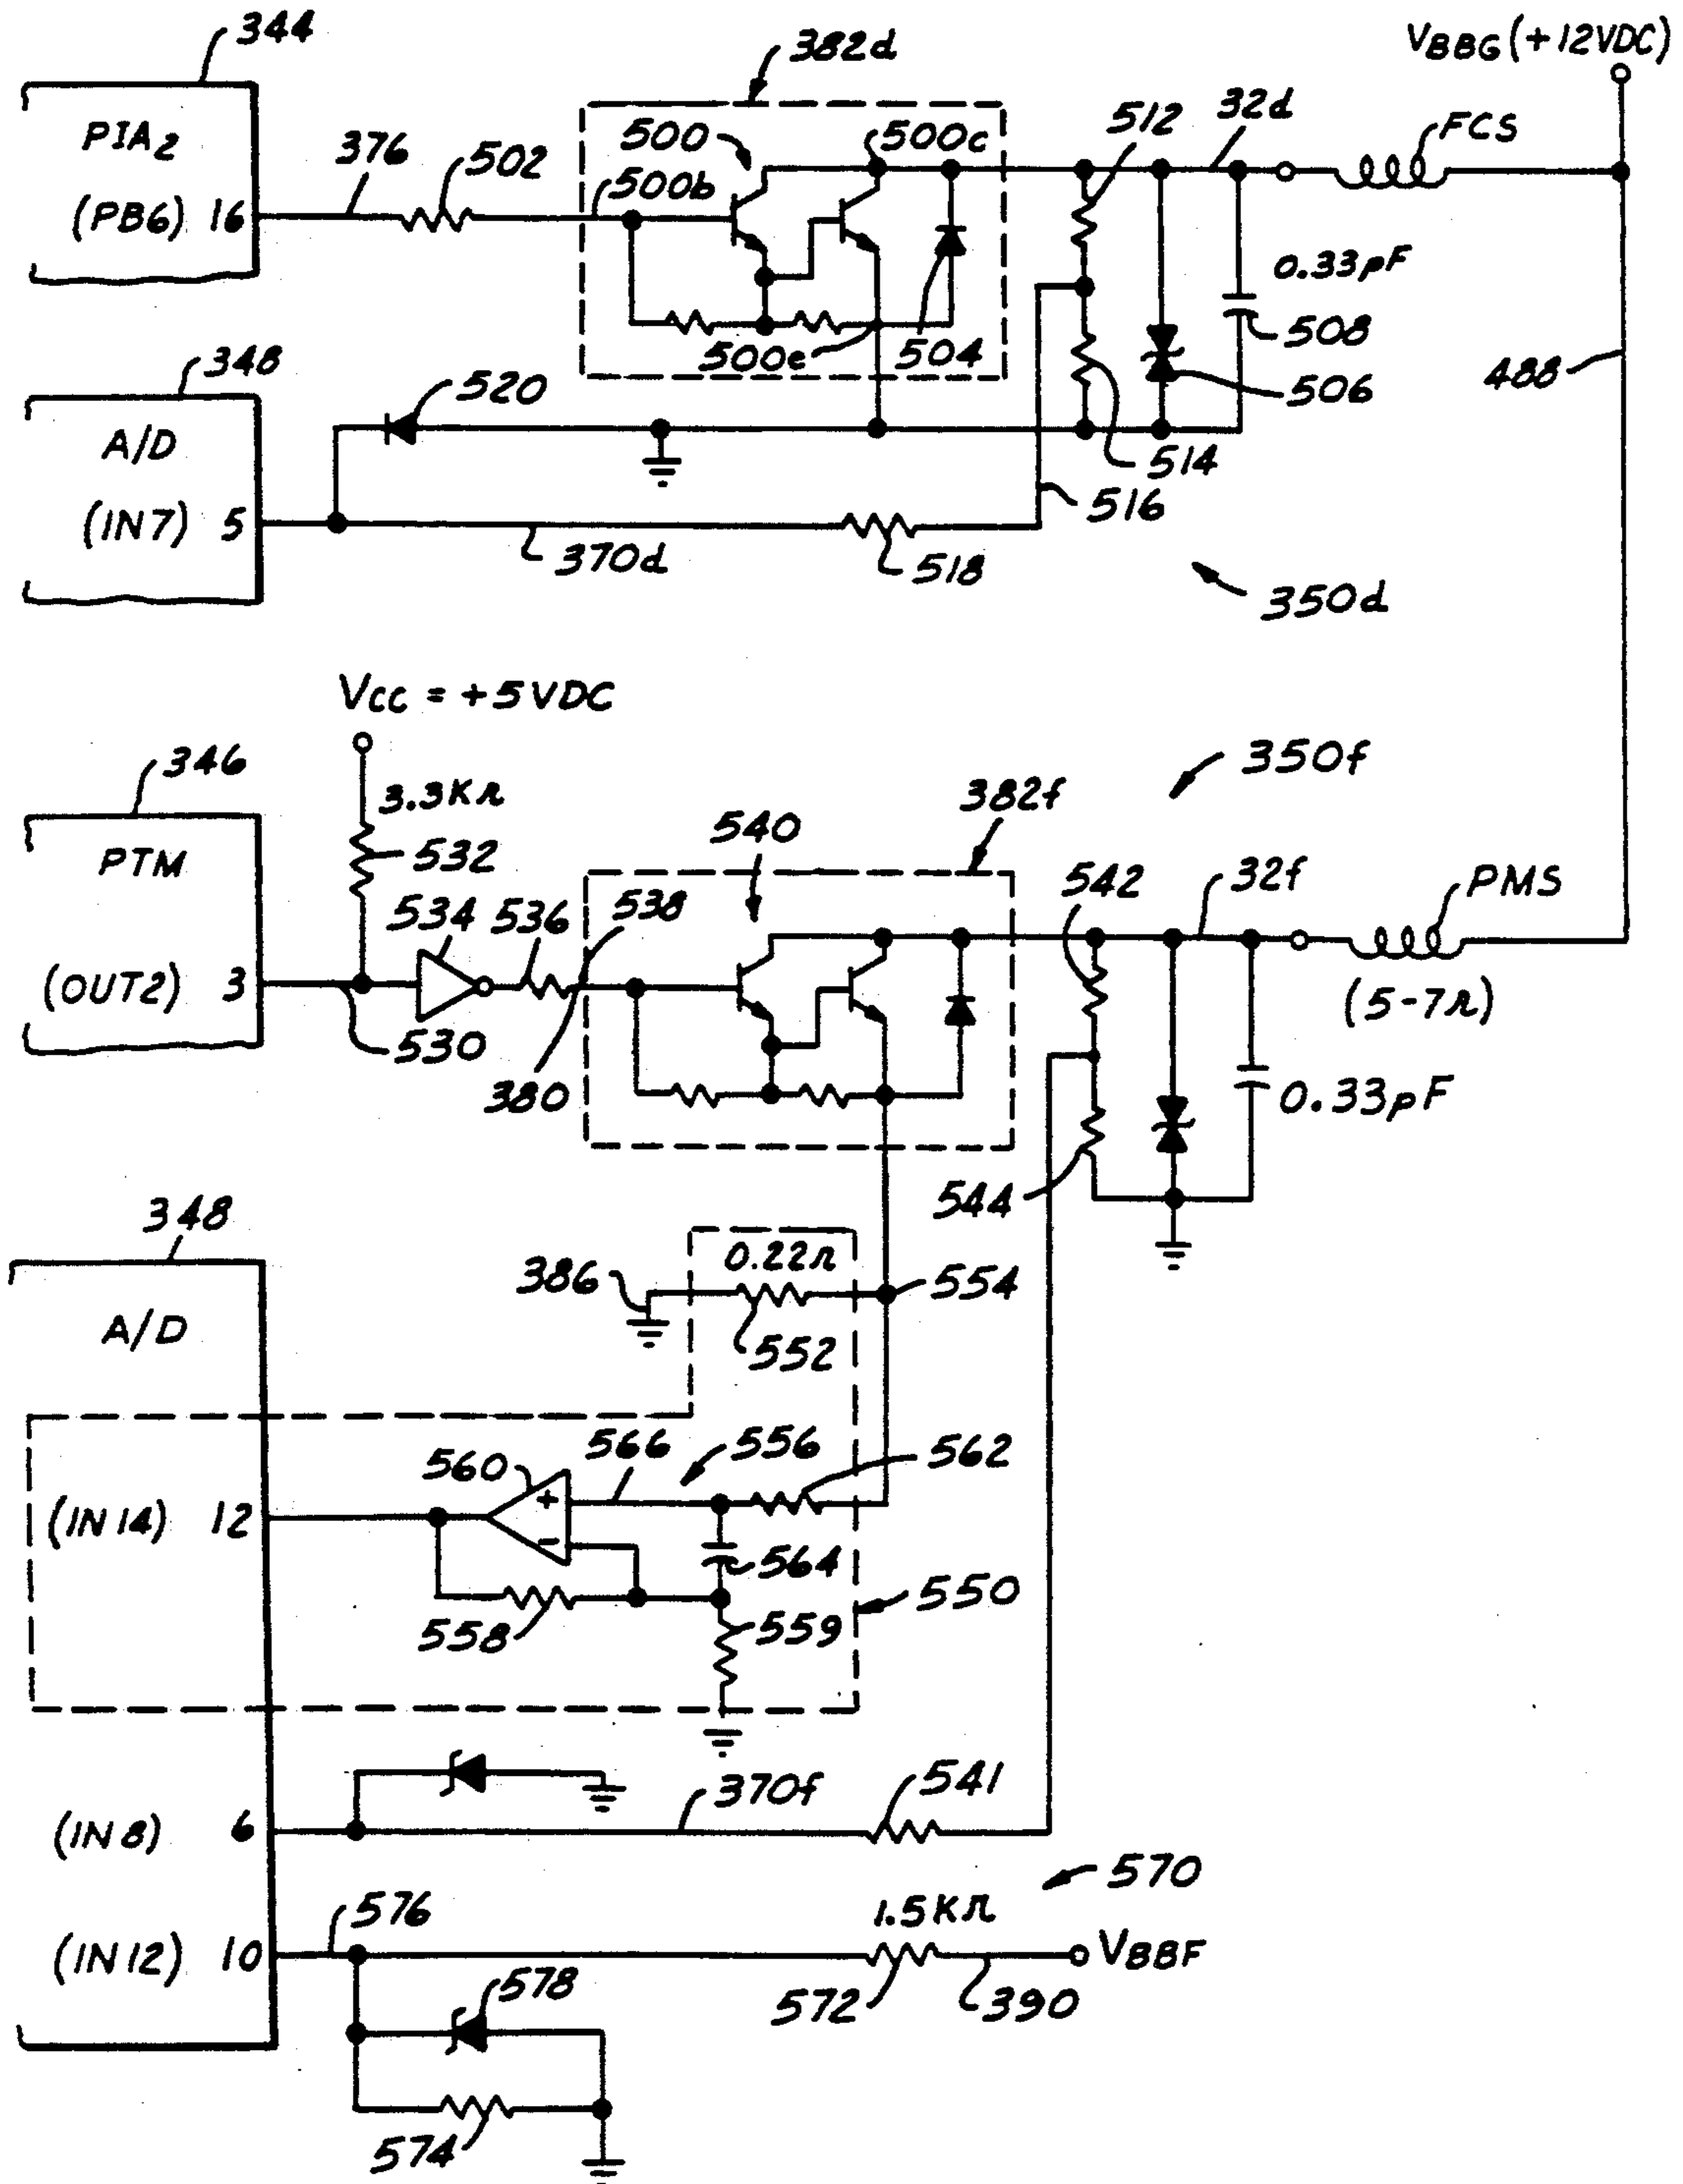 344
382d
VBBG (+12VDC)
PIA2
376
502
500
500c
512
32d
FCS
500b
(PB6) 16
0.33pF
508
500e
504
348
520
506
488
A/D
514
(IN7) 5
516
370d
518
350d
VCC = +5VDC
346
350f
3.3KΩ
382f
540
PTM
532
542
32f
PMS
534
536
538
(OUT2) 3
(5-7Ω)
530
380
0.33pF
544
348
0.22Ω
386
554
A/D
552
566
556
562
560
+
(IN14) 12
-
564
550
558
559
541
370f
(IN8) 6
570
576
1.5KΩ
(IN12) 10
VBBF
578
572
390
574